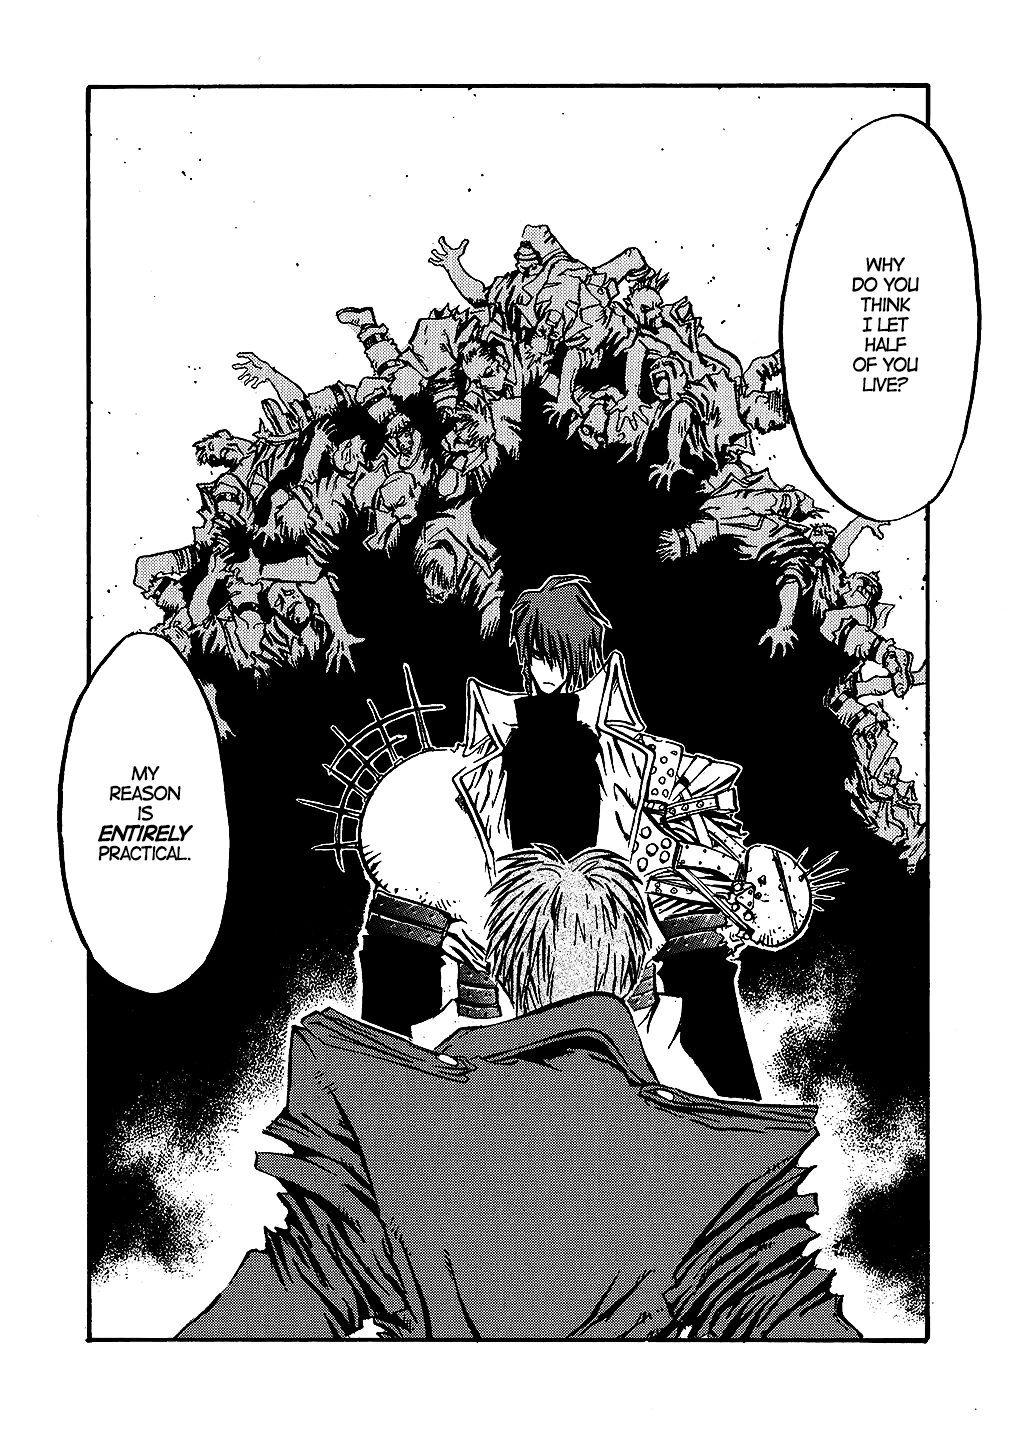 WHY
DO YOU
THINK
I LET
HALF
OF YOU
LIVE?
MY
REASON
IS
ENTIRELY
PRACTICAL.